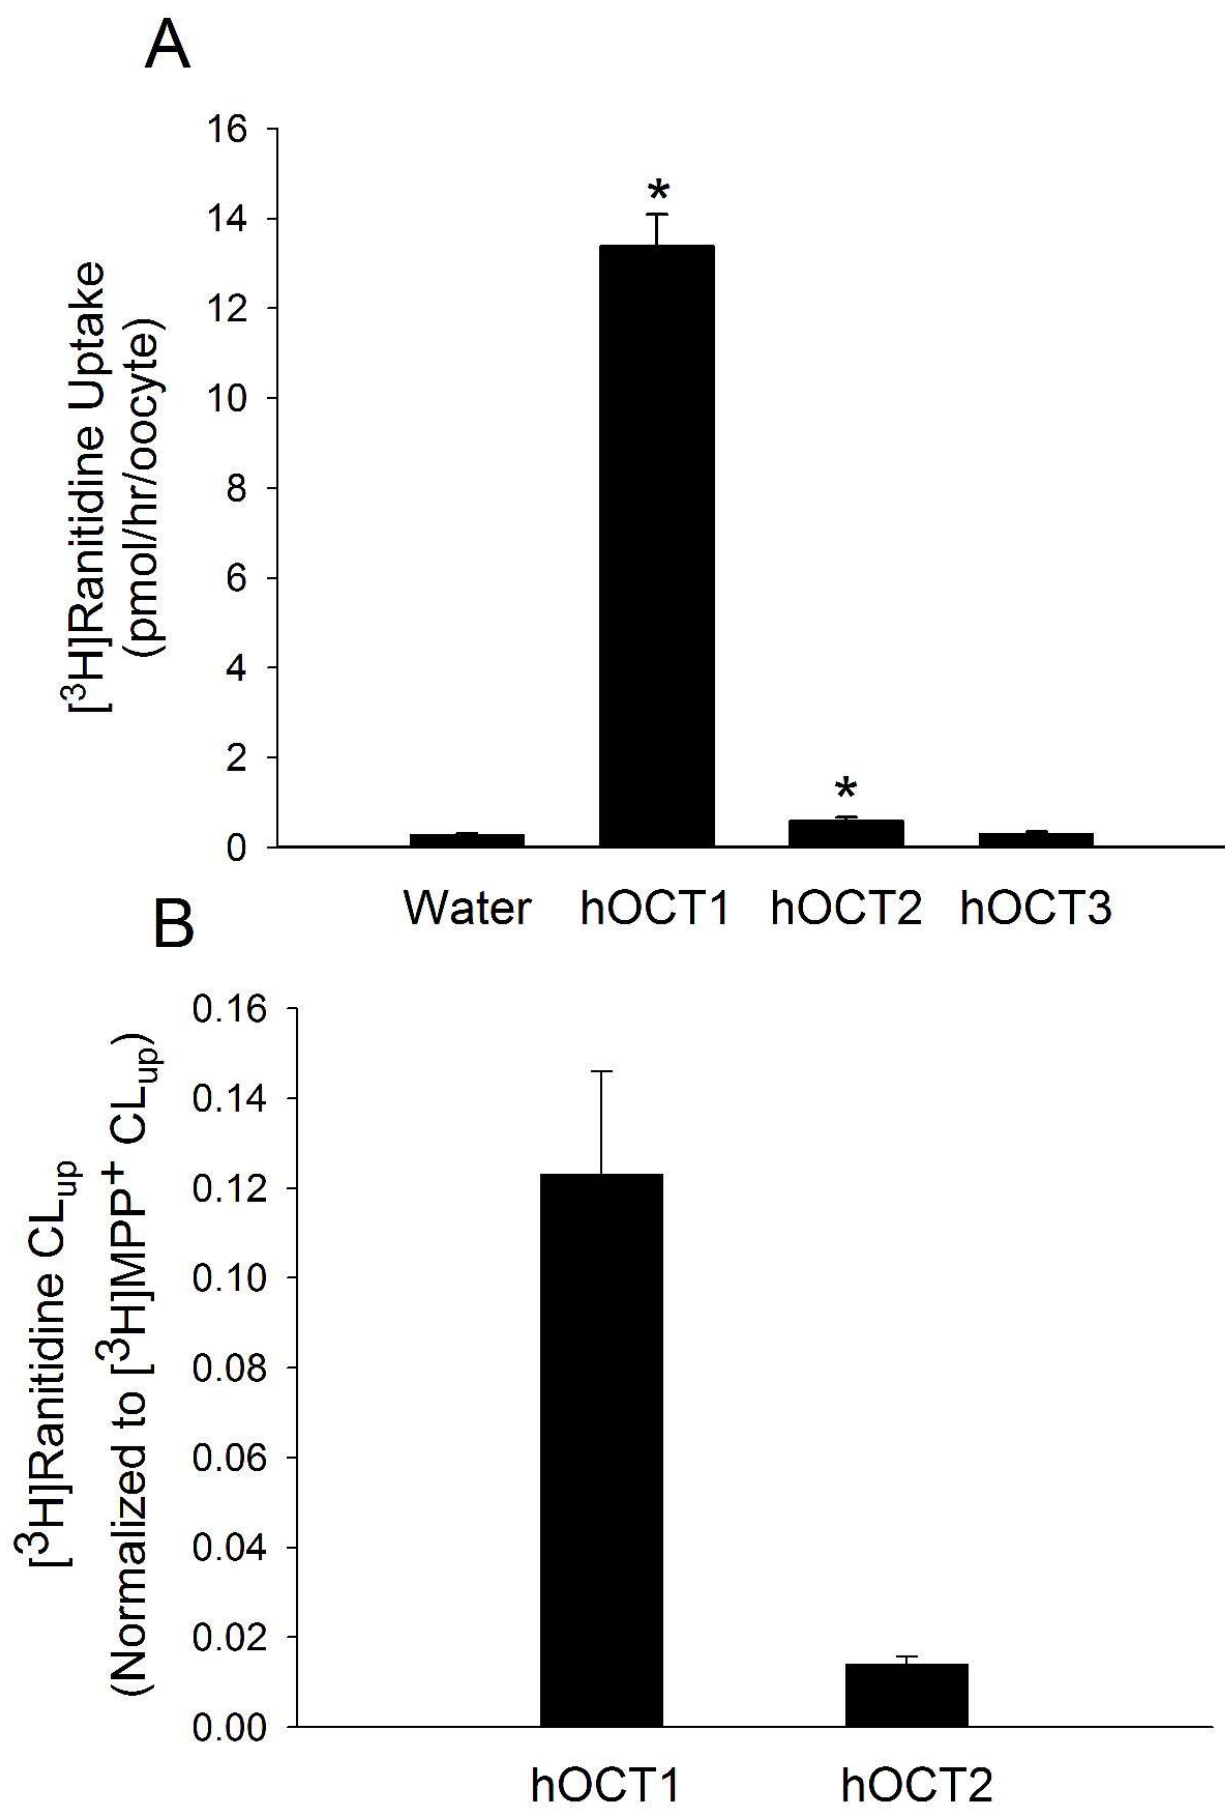 A
[³H]Ranitidine Uptake
(pmol/hr/oocyte)
16
14
12
10
8
6
4
2
0
*
*
Water hOCT1 hOCT2 hOCT3
B
[³H]Ranitidine CLup
(Normalized to [³H]MPP⁺ CLup)
0.16
0.14
0.12
0.10
0.08
0.06
0.04
0.02
0.00
hOCT1 hOCT2